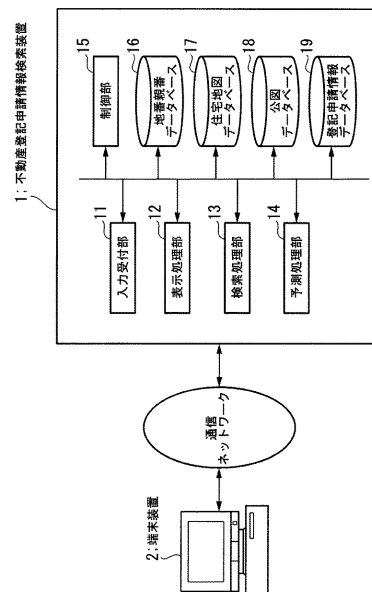 1;不動産登記申請情報検索装置
15
制御部
16
地番親番
データベース
17
住宅地図
データベース
18
公図
データベース
19
登記申請情報
データベース
11
入力受付部
12
表示処理部
13
検索処理部
14
予測処理部
通信
ネットワーク
2;端末装置